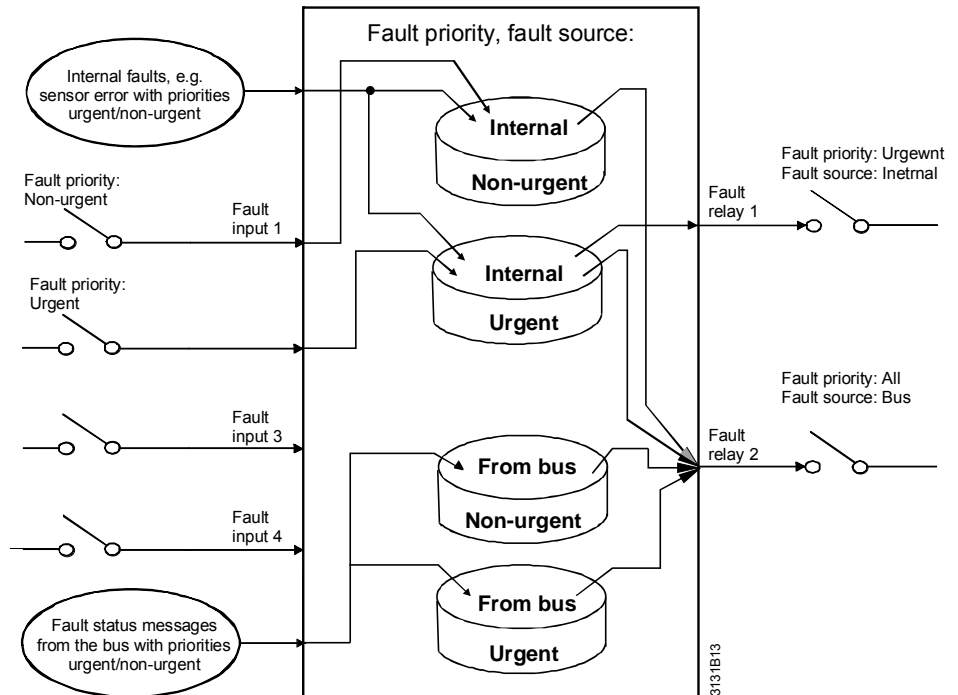 Fault priority, fault source:
Internal faults, e.g.
sensor error with priorities
urgent/non-urgent
Internal
Non-urgent
Fault priority: Urgewnt
Fault source: Inetrnal
Fault priority:
Non-urgent
Fault
input 1
Fault
relay 1
Internal
Urgent
Fault priority:
Urgent
Fault priority: All
Fault source: Bus
Fault
input 3
Fault
relay 2
From bus
Non-urgent
Fault
input 4
From bus
Urgent
Fault status messages
from the bus with priorities
urgent/non-urgent
3131B13